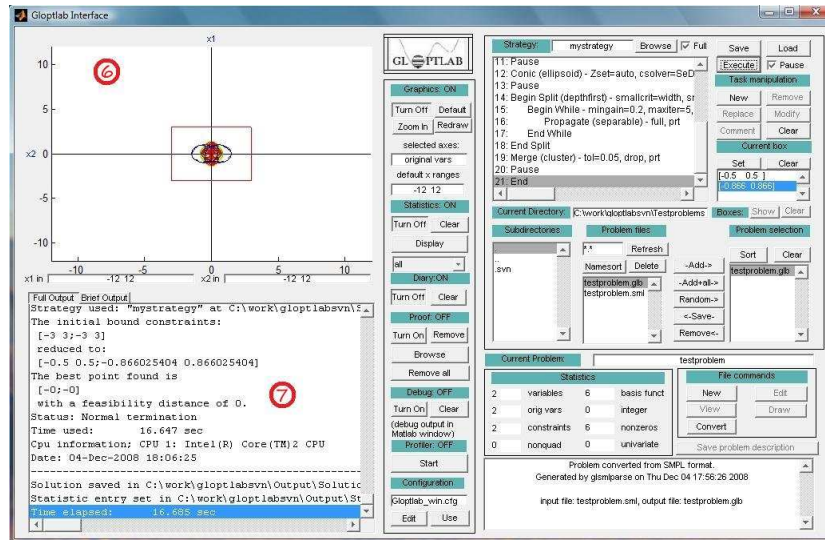 Gloptlab Interface
x1
10
5
0
-5
-10
x2
-10 -5 0 5 10
x1 in -12 12 x2 in -12 12
6
Full Output Brief Output
Strategy used: "mystrategy" at C:\work\gloptlabsvn\S
The initial bound constraints:
[-3 3;-3 3]
reduced to:
[-0.5 0.5;-0.866025404 0.866025404]
The best point found is
[-0;-0]
with a feasibility distance of 0.
Status: Normal termination
Time used: 16.647 sec
Cpu information; CPU 1: Intel(R) Core(TM)2 CPU
Date: 04-Dec-2008 18:06:25
Solution saved in C:\work\gloptlabsvn\Output\Solutio
Statistic entry set in C:\work\gloptlabsvn\Output\St
Time elapsed: 16.685 sec
7
GLOPTLAB
Graphics: ON
Turn Off Default
Zoom In Redraw
selected axes:
original vars
default x ranges
-12 12
Statistics: ON
Turn Off Clear
Display
all
Diary:ON
Turn Off Clear
Proof: OFF
Turn On Remove
Browse
Remove all
Debug: OFF
Turn On Clear
(debug output in
Matlab window)
Profiler: OFF
Start
Configuration
Gloptlab_win.cfg
Edit Use
Strategy: mystrategy Browse Full
11: Pause
12: Conic (ellipsoid) - Zset=auto, csolver=SeD
13: Pause
14: Begin Split (depthfirst) - smallcrit=width, sr
15: Begin While - mingain=0.2, maxiter=5,
16: Propagate (separable) - full, prt
17: End While
18: End Split
19: Merge (cluster) - tol=0.05, drop, prt
20: Pause
21: End
Save Load
Execute Pause
Task manipulation
New Remove
Replace Modify
Comment Clear
Current box
Set Clear
[-0.5 0.5 ]
[-0.866 0.866]
Current Directory: C:\work\gloptlabsvn\Testproblems Boxes: Show Clear
Subdirectories
.
..
.svn
Problem files
*.* Refresh
Namesort Delete
testproblem.glb
testproblem.sml
-Add->
-Add+all->
Random->
<-Save-
Remove<-
Problem selection
Sort Clear
testproblem.glb
Current Problem: testproblem
Statistics
2 variables 6 basis funct
2 orig vars 0 integer
2 constraints 6 nonzeros
0 nonquad 0 univariate
File commands
New Edit
View Draw
Convert
Save problem description
Problem converted from SMPL format.
Generated by glsmlparse on Thu Dec 04 17:56:26 2008
input file: testproblem.sml, output file: testproblem.glb